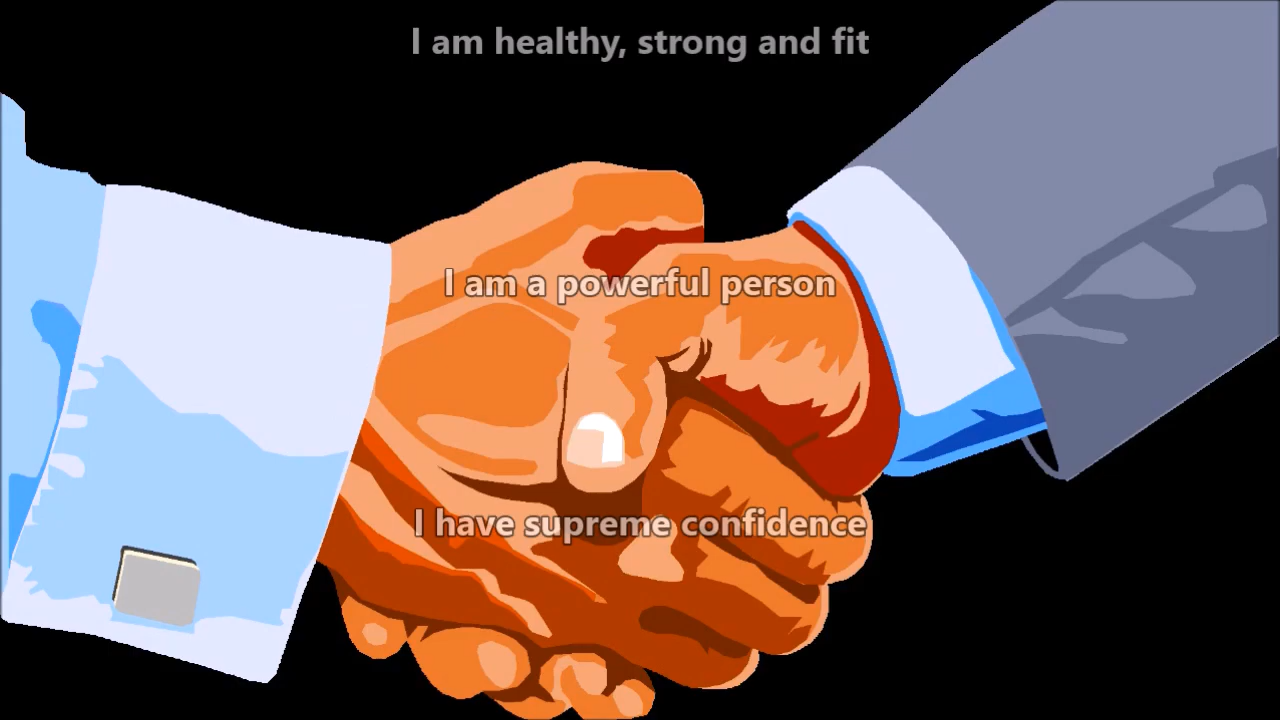 I am healthy, strong and fit
I am a powerful person
I have supreme confidence